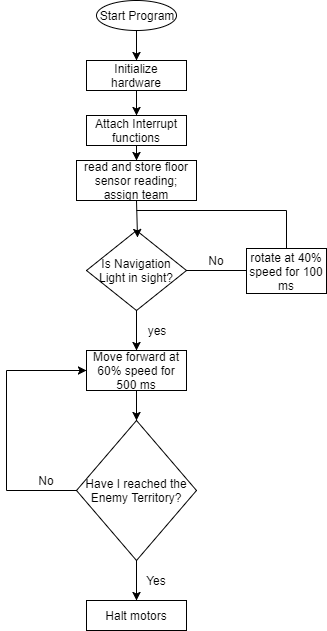 Start Program
Initialize
hardware
Attach Interrupt
functions
read and store floor
sensor reading;
assign team
Is Navigation
Light in sight?
No
rotate at 40%
speed for 100
ms
yes
Move forward at
60% speed for
500 ms
Have I reached the
Enemy Territory?
No
Yes
Halt motors